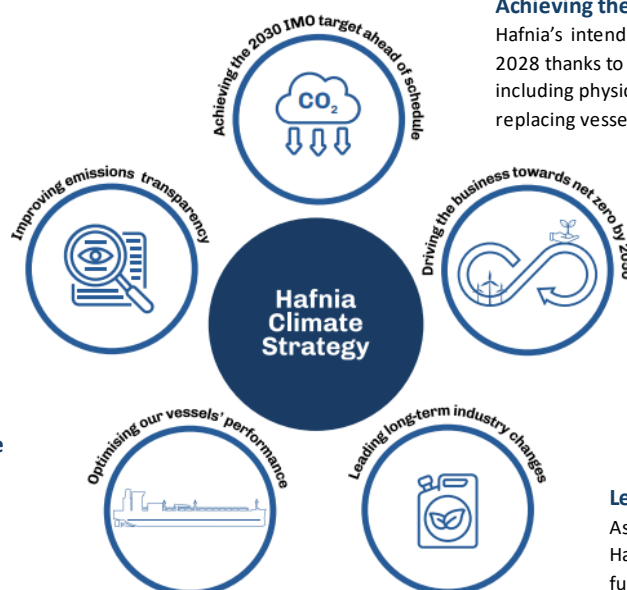 Achieving the
Hafnia's intend
2028 thanks to
including physic
replacing vesse
Achieving the 2030 IMO target ahead of schedule
CO₂
Improving emissions transparency
Driving the business towards net zero by
Hafnia
Climate
Strategy
Optimising our vessels' performance
Leading long-term industry changes
e
Le
As
Ha
fu